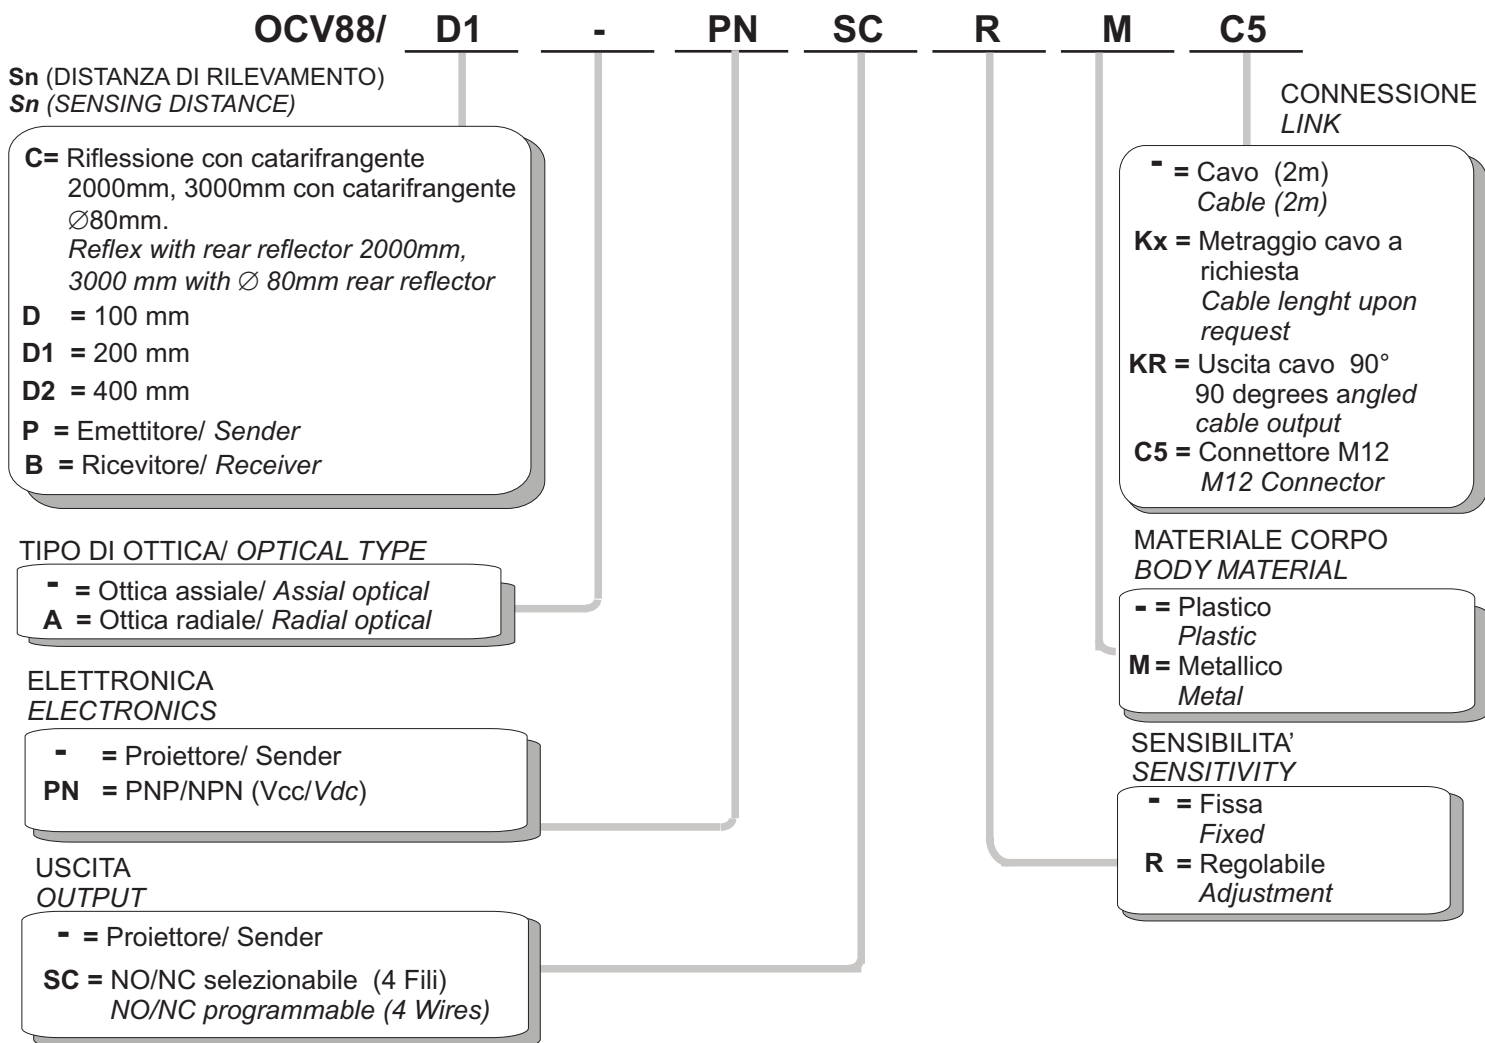 OCV88/ D1 - PN SC R M C5
Sn (DISTANZA DI RILEVAMENTO)
Sn (SENSING DISTANCE)
C= Riflessione con catarifrangente
2000mm, 3000mm con catarifrangente
∅80mm.
Reflex with rear reflector 2000mm,
3000 mm with ∅ 80mm rear reflector
D = 100 mm
D1 = 200 mm
D2 = 400 mm
P = Emettitore/ Sender
B = Ricevitore/ Receiver
TIPO DI OTTICA/ OPTICAL TYPE
- = Ottica assiale/ Assial optical
A = Ottica radiale/ Radial optical
ELETTRONICA
ELECTRONICS
- = Proiettore/ Sender
PN = PNP/NPN (Vcc/Vdc)
USCITA
OUTPUT
- = Proiettore/ Sender
SC = NO/NC selezionabile (4 Fili)
NO/NC programmable (4 Wires)
CONNESSIONE
LINK
- = Cavo (2m)
Cable (2m)
Kx = Metraggio cavo a
richiesta
Cable lenght upon
request
KR = Uscita cavo 90°
90 degrees angled
cable output
C5 = Connettore M12
M12 Connector
MATERIALE CORPO
BODY MATERIAL
- = Plastico
Plastic
M = Metallico
Metal
SENSIBILITA’
SENSITIVITY
- = Fissa
Fixed
R = Regolabile
Adjustment